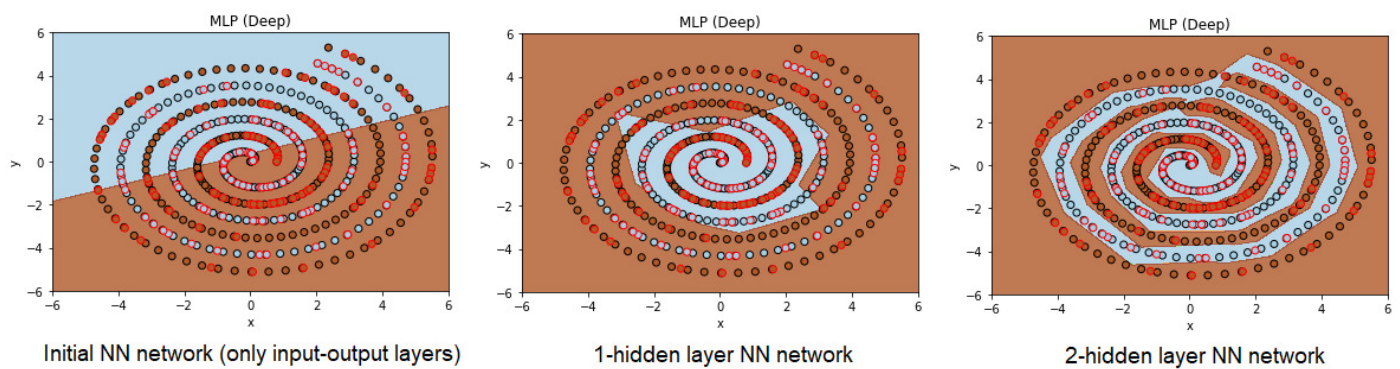 MLP (Deep)
6
4
2
0
−2
−4
−6
y
−6 −4 −2 0 2 4 6
x
Initial NN network (only input-output layers)
MLP (Deep)
6
4
2
0
−2
−4
−6
y
−6 −4 −2 0 2 4 6
x
1-hidden layer NN network
MLP (Deep)
6
4
2
0
−2
−4
−6
y
−6 −4 −2 0 2 4 6
x
2-hidden layer NN network